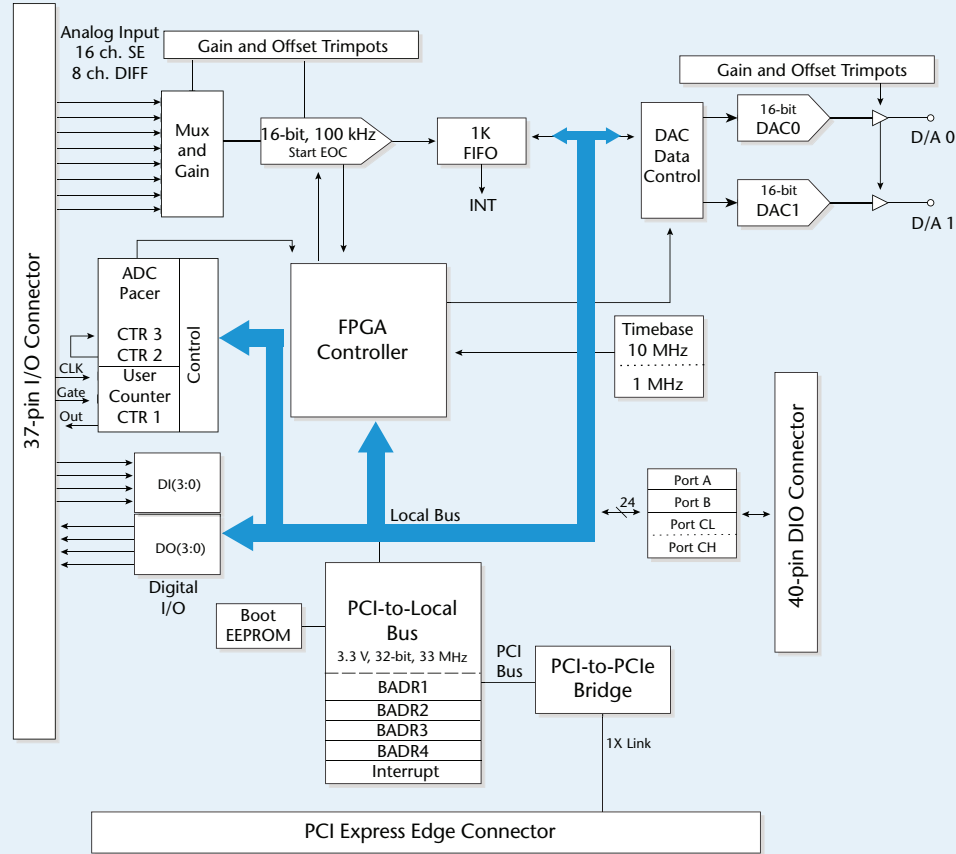 Analog Input
16 ch. SE
8 ch. DIFF
Gain and Offset Trimpots
Mux
and
Gain
16-bit, 100 kHz
Start EOC
1K
FIFO
INT
DAC
Data
Control
Gain and Offset Trimpots
16-bit
DAC0
D/A 0
16-bit
DAC1
D/A 1
37-pin I/O Connector
ADC
Pacer
CTR 3
CTR 2
User
Counter
CTR 1
Control
CLK
Gate
Out
FPGA
Controller
Timebase
10 MHz
1 MHz
DI(3:0)
DO(3:0)
Digital
I/O
Local Bus
24
Port A
Port B
Port CL
Port CH
40-pin DIO Connector
Boot
EEPROM
PCI-to-Local
Bus
3.3 V, 32-bit, 33 MHz
BADR1
BADR2
BADR3
BADR4
Interrupt
PCI
Bus
PCI-to-PCIe
Bridge
1X Link
PCI Express Edge Connector